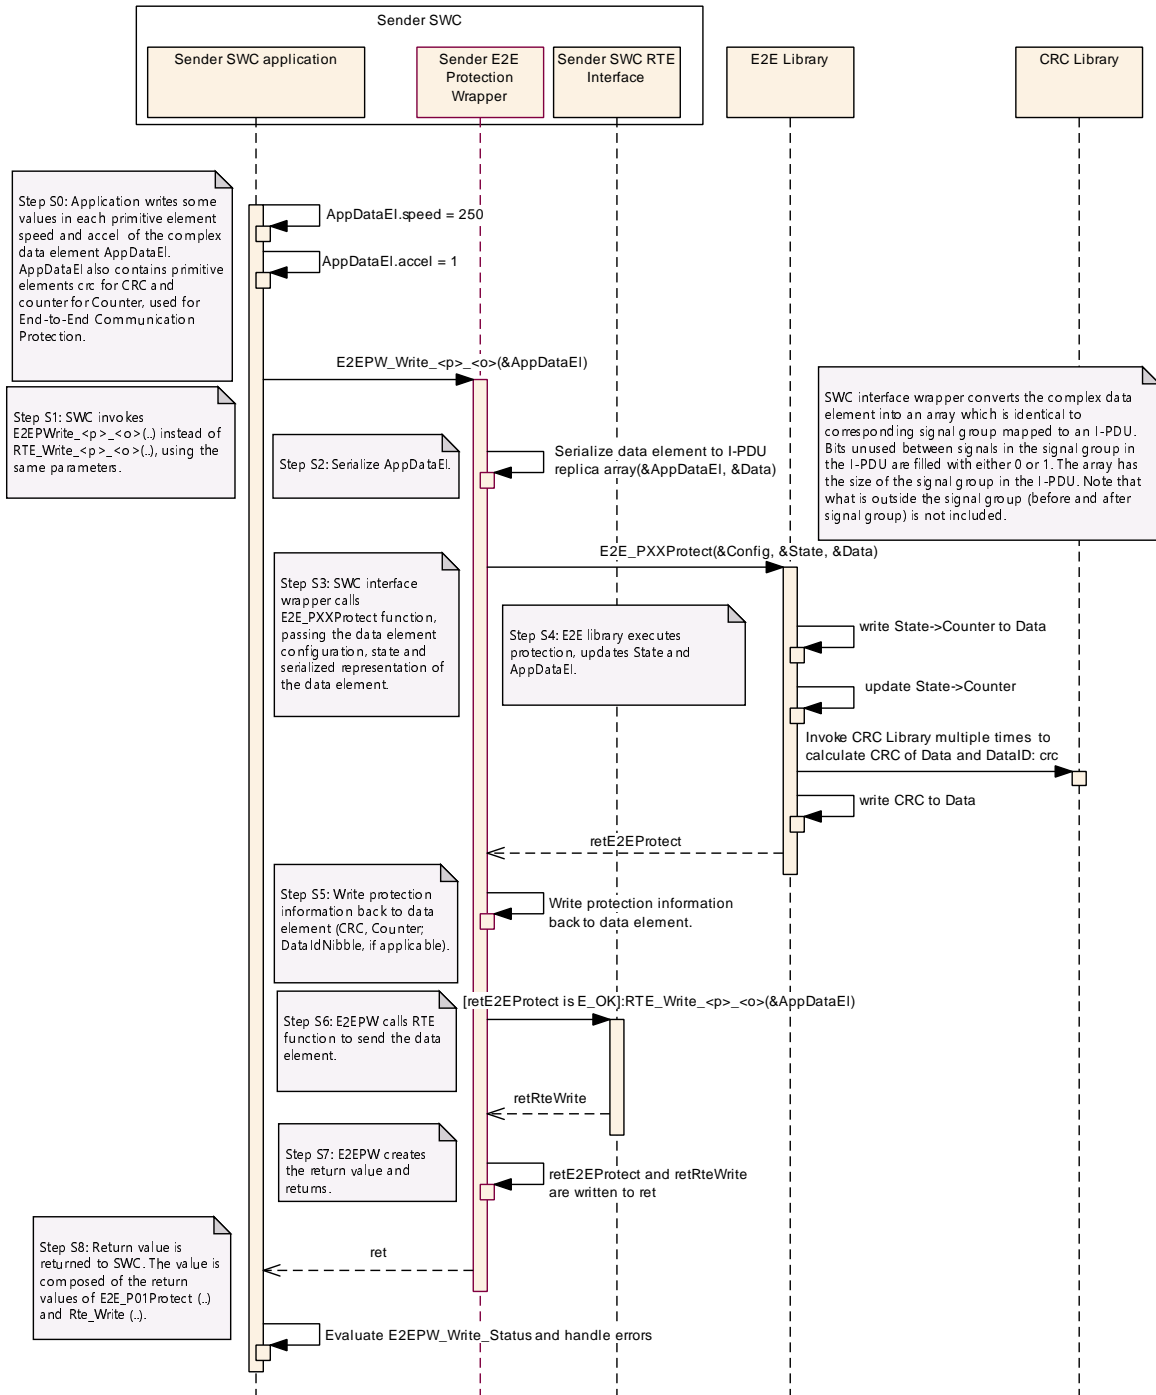 Sender SWC
Sender SWC application
Sender E2E
Protection
Wrapper
Sender SWC RTE
Interface
E2E Library
CRC Library
Step S0: Application writes some
values in each primitive element
speed and accel of the complex
data element AppDataEl.
AppDataEl also contains primitive
elements crc for CRC and
counter for Counter, used for
End-to-End Communication
Protection.
AppDataEl.speed = 250
AppDataEl.accel = 1
E2EPW_Write_<p>_<o>(&AppDataEl)
Step S1: SWC invokes
E2EPWrite_<p>_<o>(..) instead of
RTE_Write_<p>_<o>(..), using the
same parameters.
SWC interface wrapper converts the complex data
element into an array which is identical to
corresponding signal group mapped to an I-PDU.
Bits unused between signals in the signal group in
the I-PDU are filled with either 0 or 1. The array has
the size of the signal group in the I-PDU. Note that
what is outside the signal group (before and after
signal group) is not included.
Step S2: Serialize AppDataEl.
Serialize data element to I-PDU
replica array(&AppDataEl, &Data)
E2E_PXXProtect(&Config, &State, &Data)
Step S3: SWC interface
wrapper calls
E2E_PXXProtect function,
passing the data element
configuration, state and
serialized representation of
the data element.
Step S4: E2E library executes
protection, updates State and
AppDataEl.
write State->Counter to Data
update State->Counter
Invoke CRC Library multiple times to
calculate CRC of Data and DataID: crc
write CRC to Data
retE2EProtect
Step S5: Write protection
information back to data
element (CRC, Counter;
DataIdNibble, if applicable).
Write protection information
back to data element.
[retE2EProtect is E_OK]:RTE_Write_<p>_<o>(&AppDataEl)
Step S6: E2EPW calls RTE
function to send the data
element.
retRteWrite
Step S7: E2EPW creates
the return value and
returns.
retE2EProtect and retRteWrite
are written to ret
Step S8: Return value is
returned to SWC. The value is
composed of the return
values of E2E_P01Protect (..)
and Rte_Write (..).
ret
Evaluate E2EPW_Write_Status and handle errors